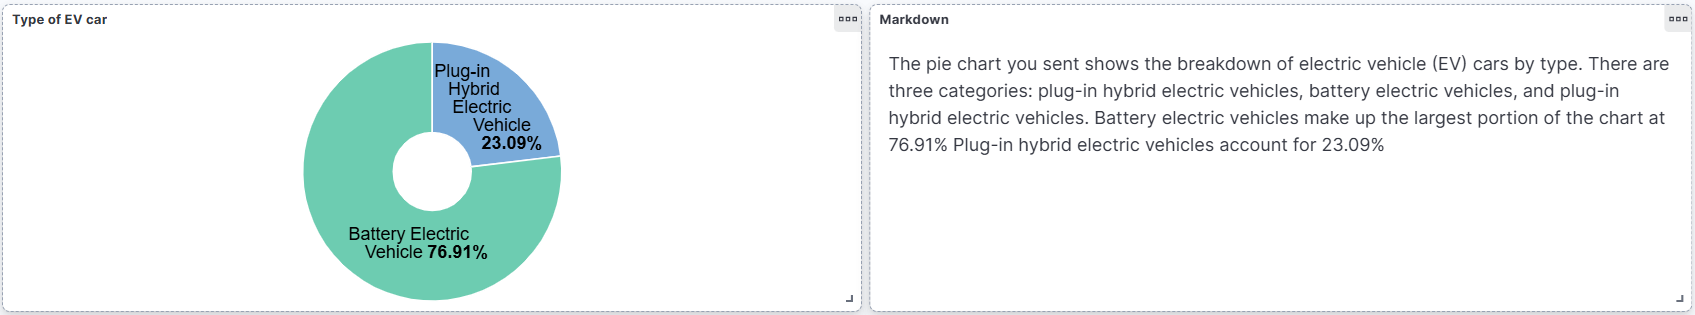 Type of EV car
Plug-in
Hybrid
Electric
Vehicle
23.09%
Battery Electric
Vehicle 76.91%
Markdown
The pie chart you sent shows the breakdown of electric vehicle (EV) cars by type. There are
three categories: plug-in hybrid electric vehicles, battery electric vehicles, and plug-in
hybrid electric vehicles. Battery electric vehicles make up the largest portion of the chart at
76.91% Plug-in hybrid electric vehicles account for 23.09%